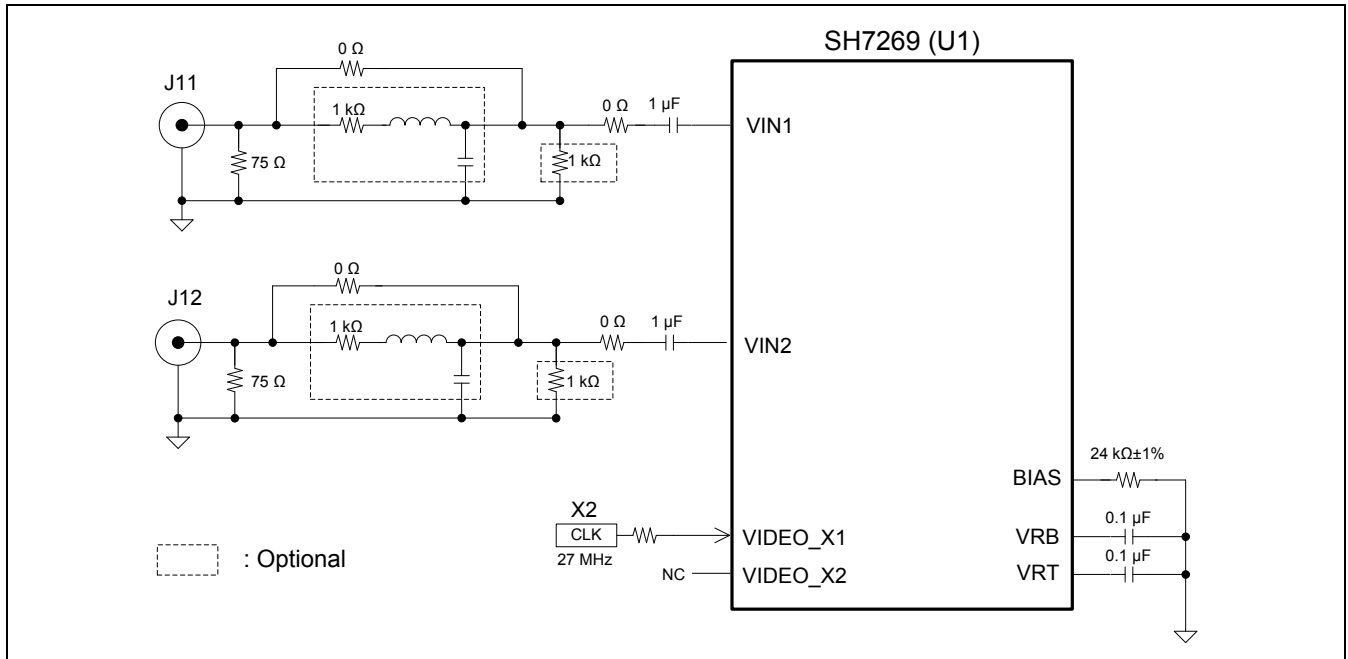 SH7269 (U1)
0 Ω
J11
1 kΩ
0 Ω
1 µF
VIN1
75 Ω
1 kΩ
0 Ω
J12
1 kΩ
0 Ω
1 µF
VIN2
75 Ω
1 kΩ
24 kΩ±1%
BIAS
X2
CLK
27 MHz
VIDEO_X1
0.1 µF
VRB
NC
VIDEO_X2
0.1 µF
VRT
: Optional